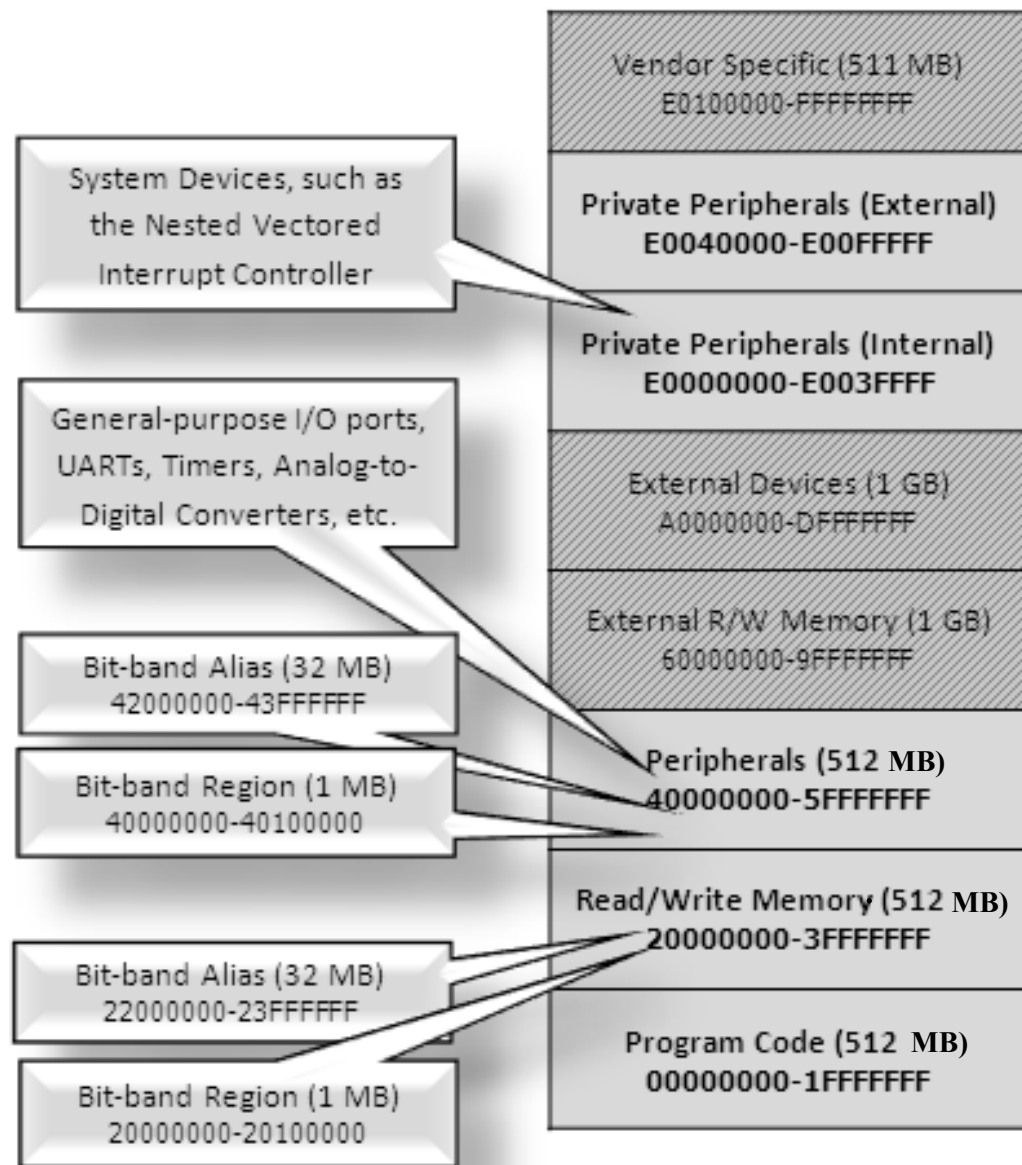 Vendor Specific (511 MB)
E0100000-FFFFFFFF
System Devices, such as
the Nested Vectored
Interrupt Controller
Private Peripherals (External)
E0040000-E00FFFFF
Private Peripherals (Internal)
E0000000-E003FFFF
General-purpose I/O ports,
UARTs, Timers, Analog-to-
Digital Converters, etc.
External Devices (1 GB)
A0000000-DFFFFFFF
External R/W Memory (1 GB)
60000000-9FFFFFFF
Bit-band Alias (32 MB)
42000000-43FFFFFF
Bit-band Region (1 MB)
40000000-40100000
Peripherals (512 MB)
40000000-5FFFFFFF
Read/Write Memory (512 MB)
20000000-3FFFFFFF
Bit-band Alias (32 MB)
22000000-23FFFFFF
Bit-band Region (1 MB)
20000000-20100000
Program Code (512 MB)
00000000-1FFFFFFF